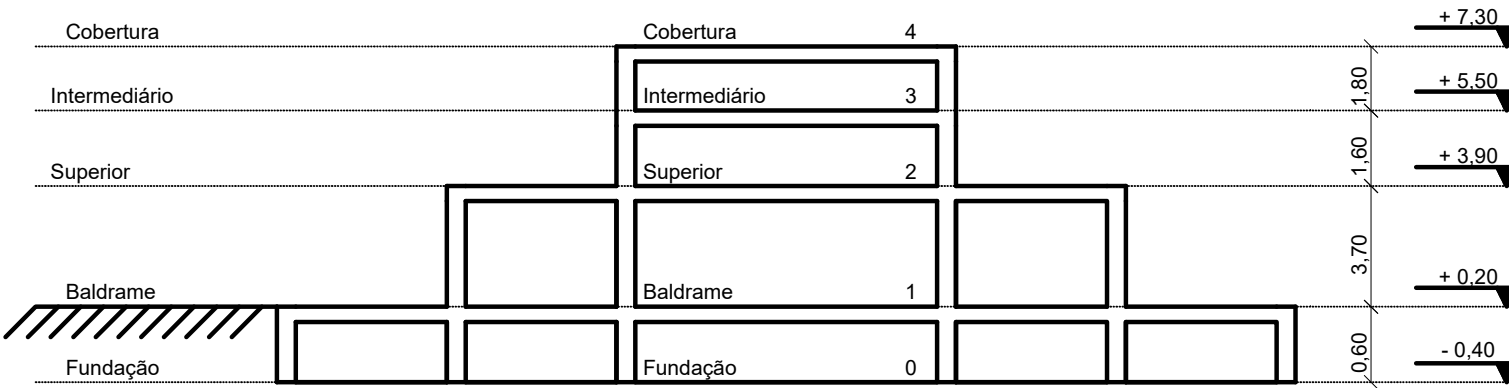 Cobertura Cobertura 4 + 7,30
1,80
Intermediário Intermediário 3 + 5,50
1,60
Superior Superior 2 + 3,90
3,70
Baldrame Baldrame 1 + 0,20
0,60
Fundação Fundação 0 - 0,40